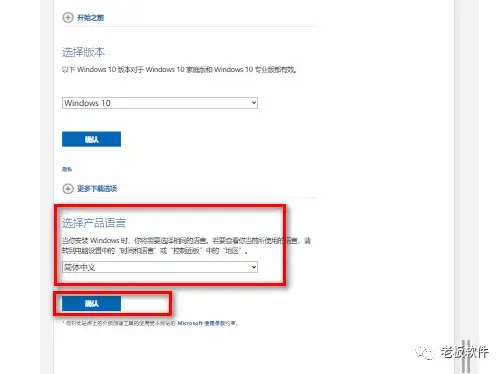 开始之前
选择版本
以下 Windows 10 版本对于 Windows 10 家庭版和 Windows 10 专业版都有效。
Windows 10
确认
隐私
更多下载选项
选择产品语言
当你安装 Windows 时，你将需要选择相同的语言。若要查看你当前所使用的语言，请
转到电脑设置中的“时间和语言”或“控制面板”中的“地区”。
简体中文
确认
* 你对此站点上的介质创建工具的使用受本网站的 Microsoft 使用条款约束。
老板软件